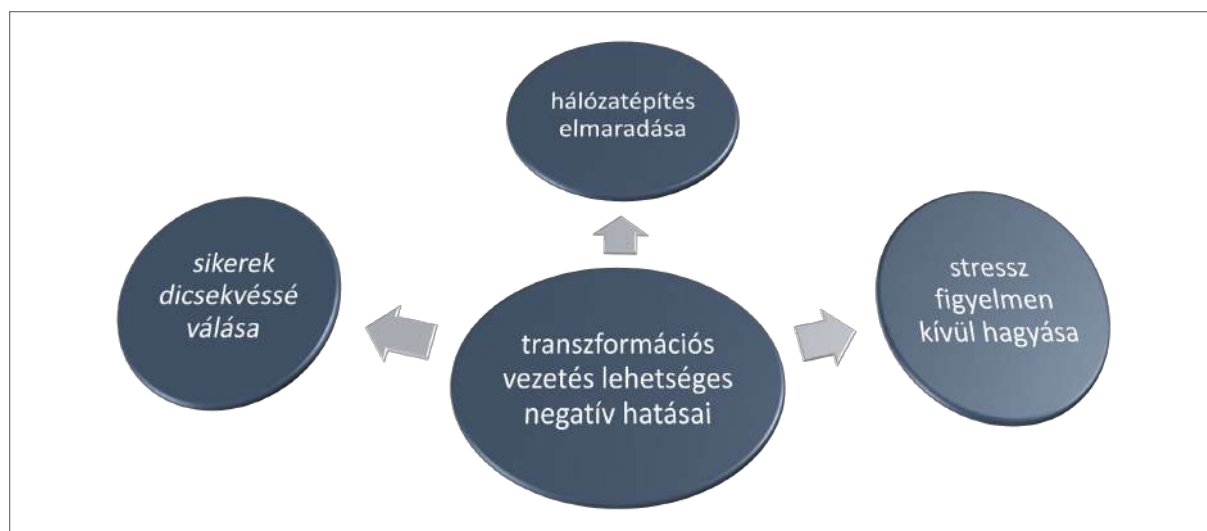 hálózatépítés
elmaradása
sikerek
dicsekvéssé
válása
stressz
figyelmen
kívül hagyása
transzformációs
vezetés lehetséges
negatív hatásai